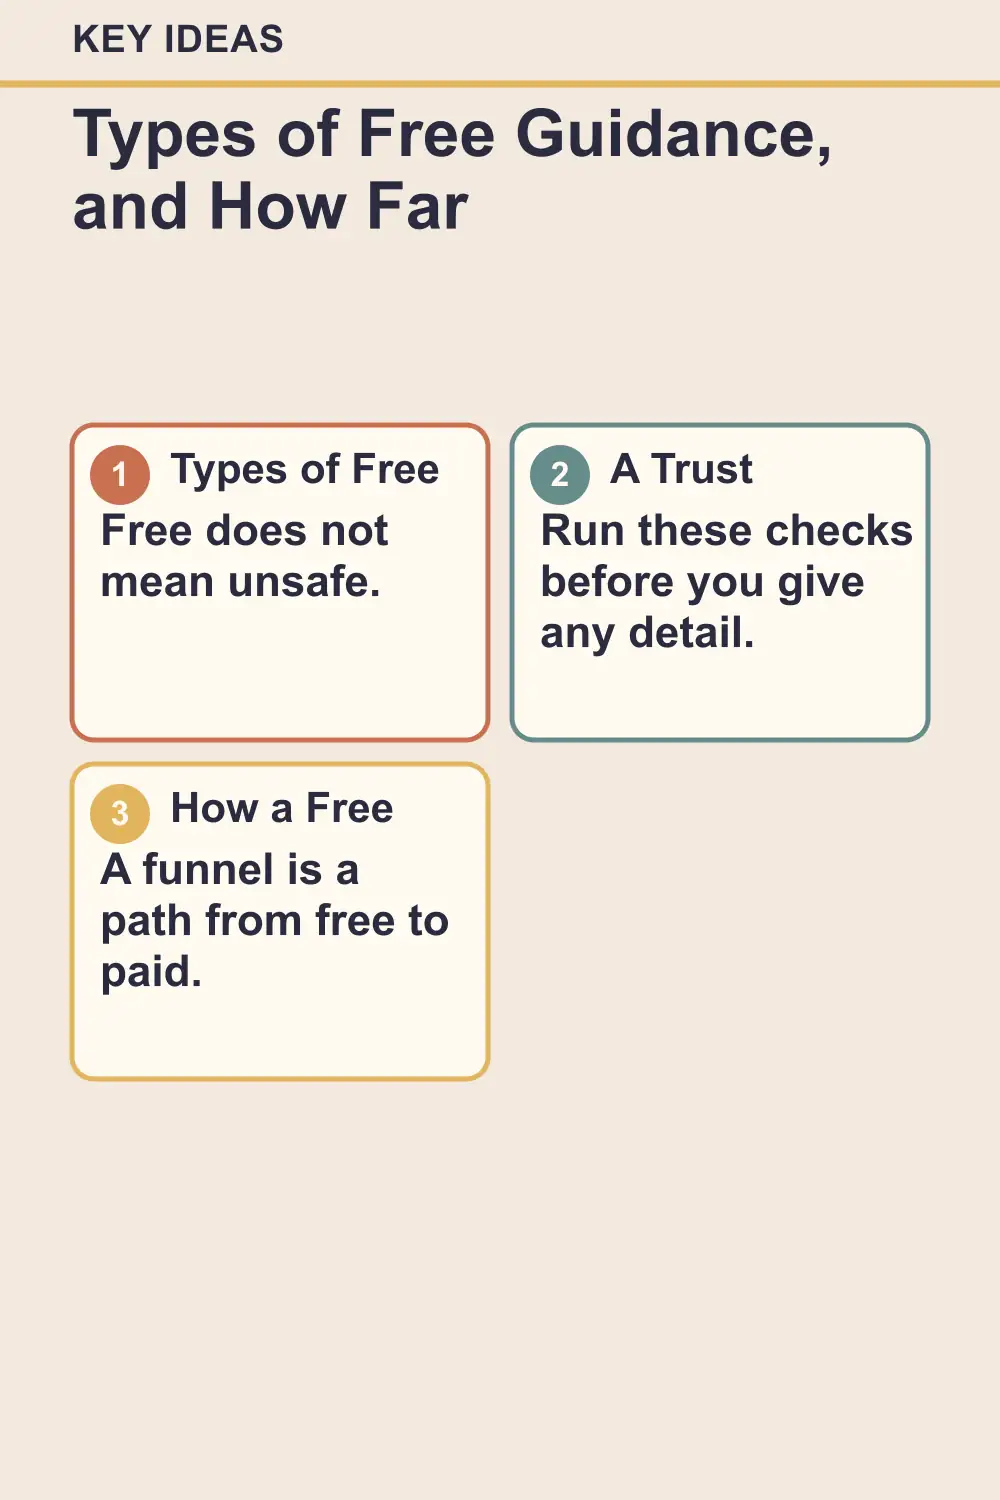 KEY IDEAS
Types of Free Guidance,
and How Far
1 Types of Free
Free does not
mean unsafe.
2 A Trust
Run these checks
before you give
any detail.
3 How a Free
A funnel is a
path from free to
paid.